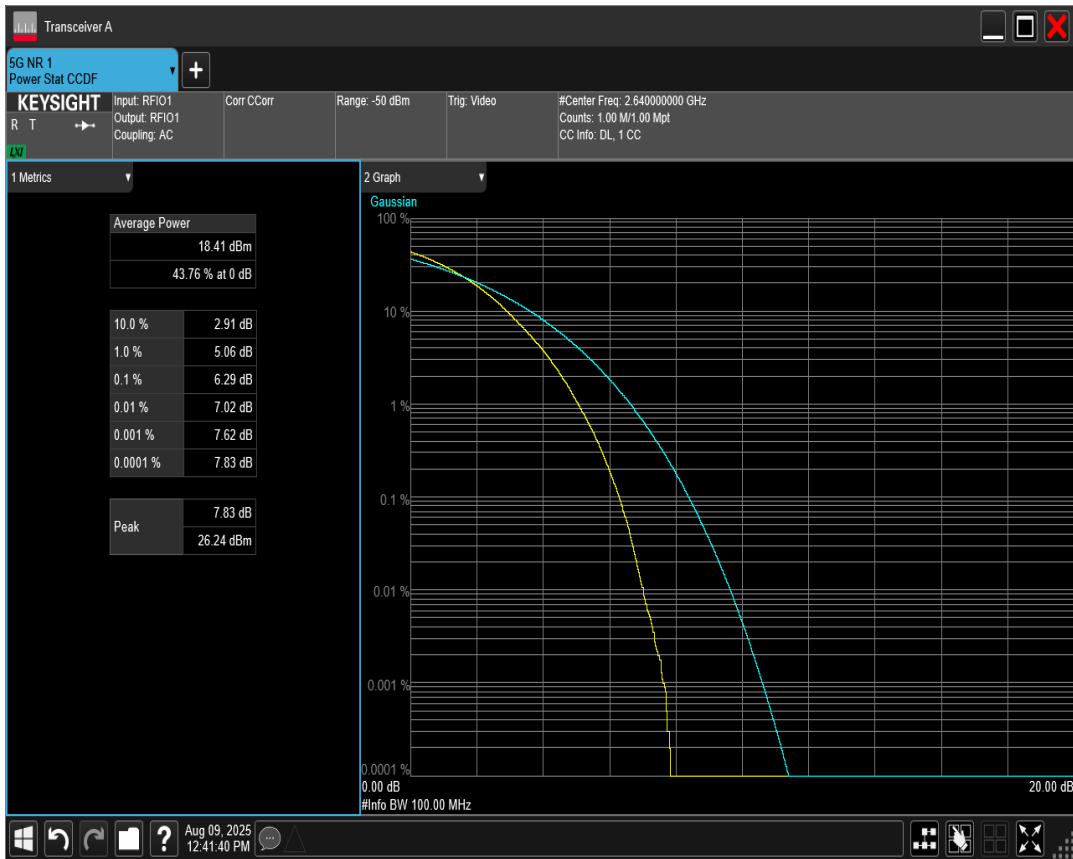 Transceiver A
5G NR 1
Power Stat CCDF
+
KEYSIGHT
R T
LXI
Input: RFIO1
Output: RFIO1
Coupling: AC
Corr CCorr
Range: -50 dBm
Trig: Video
#Center Freq: 2.640000000 GHz
Counts: 1.00 M/1.00 Mpt
CC Info: DL, 1 CC
1 Metrics
Average Power
18.41 dBm
43.76 % at 0 dB
10.0 % 2.91 dB
1.0 % 5.06 dB
0.1 % 6.29 dB
0.01 % 7.02 dB
0.001 % 7.62 dB
0.0001 % 7.83 dB
Peak 7.83 dB
26.24 dBm
2 Graph
Gaussian
100 %
10 %
1 %
0.1 %
0.01 %
0.001 %
0.0001 %
0.00 dB 20.00 dB
#Info BW 100.00 MHz
? Aug 09, 2025
12:41:40 PM